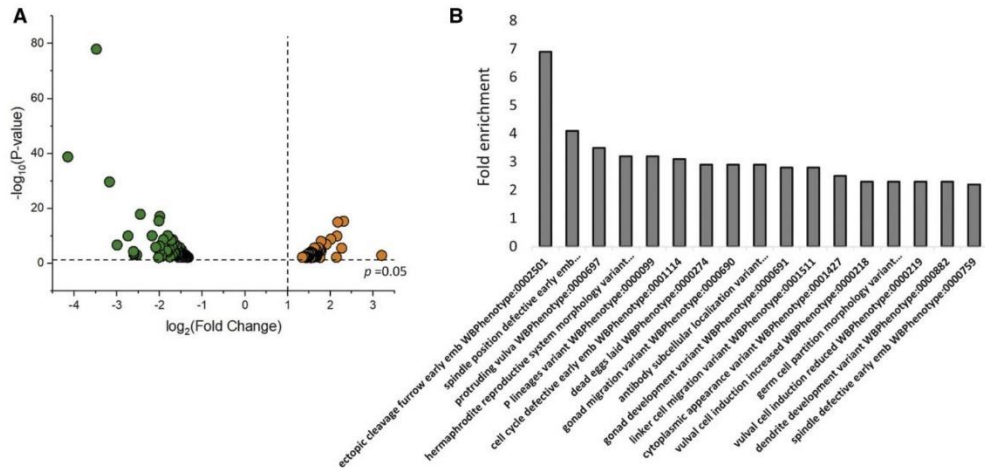 A
80
60
40
20
0
-log10(P-value)
-4 -3 -2 -1 0 1 2 3
log2(Fold Change)
p =0.05
B
8
7
6
5
4
3
2
1
0
Fold enrichment
ectopic cleavage furrow early emb WBPhenotype:0002501
spindle position defective early emb...
protruding vulva WBPhenotype:0000697
hermaphrodite reproductive system morphology variant...
P lineages variant WBPhenotype:0000099
cell cycle defective early emb WBPhenotype:0001114
dead eggs laid WBPhenotype:0000274
gonad migration variant WBPhenotype:0000690
antibody subcellular localization variant...
gonad development variant WBPhenotype:0000691
linker cell migration variant WBPhenotype:0001511
cytoplasmic appearance variant WBPhenotype:0001427
vulval cell induction increased WBPhenotype:0000218
germ cell partition morphology variant...
vulval cell induction reduced WBPhenotype:0000219
dendrite development variant WBPhenotype:0000882
spindle defective early emb WBPhenotype:0000759